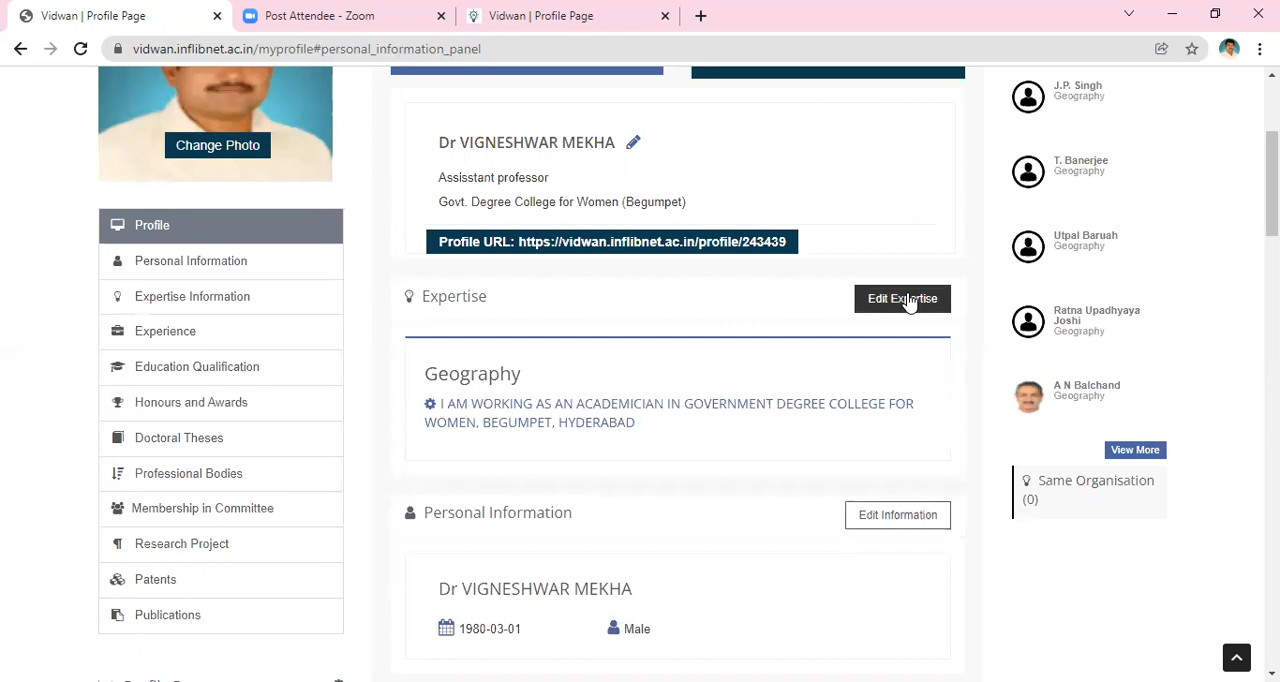 Vidwan | Profile Page
Post Attendee - Zoom
Vidwan | Profile Page
vidwan.inflibnet.ac.in/myprofile#personal_information_panel
Change Photo
Profile
Personal Information
Expertise Information
Experience
Education Qualification
Honours and Awards
Doctoral Theses
Professional Bodies
Membership in Committee
Research Project
Patents
Publications
Dr VIGNESHWAR MEKHA
Assisstant professor
Govt. Degree College for Women (Begumpet)
Profile URL: https://vidwan.inflibnet.ac.in/profile/243439
Expertise
Edit Expertise
Geography
I AM WORKING AS AN ACADEMICIAN IN GOVERNMENT DEGREE COLLEGE FOR
WOMEN, BEGUMPET, HYDERABAD
Personal Information
Edit Information
Dr VIGNESHWAR MEKHA
1980-03-01
Male
J.P. Singh
Geography
T. Banerjee
Geography
Utpal Baruah
Geography
Ratna Upadhyaya
Joshi
Geography
A N Balchand
Geography
View More
Same Organisation
(0)